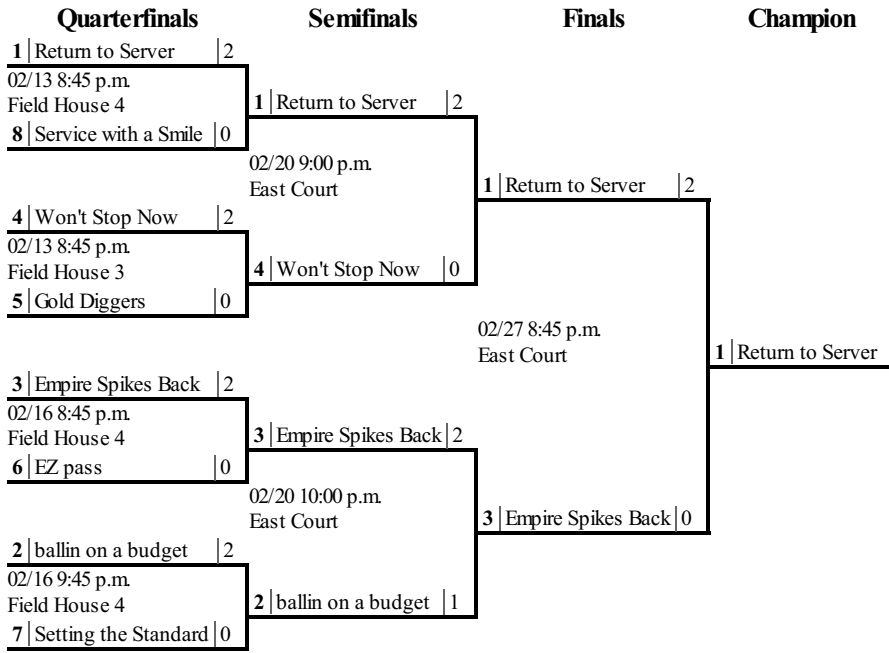 Quarterfinals Semifinals Finals Champion
1 Return to Server 2
02/13 8:45 p.m.
Field House 4
8 Service with a Smile 0
4 Won't Stop Now 2
02/13 8:45 p.m.
Field House 3
5 Gold Diggers 0
3 Empire Spikes Back 2
02/16 8:45 p.m.
Field House 4
6 EZ pass 0
2 ballin on a budget 2
02/16 9:45 p.m.
Field House 4
7 Setting the Standard 0
1 Return to Server 2
02/20 9:00 p.m.
East Court
4 Won't Stop Now 0
3 Empire Spikes Back 2
02/20 10:00 p.m.
East Court
2 ballin on a budget 1
1 Return to Server 2
02/27 8:45 p.m.
East Court
3 Empire Spikes Back 0
1 Return to Server